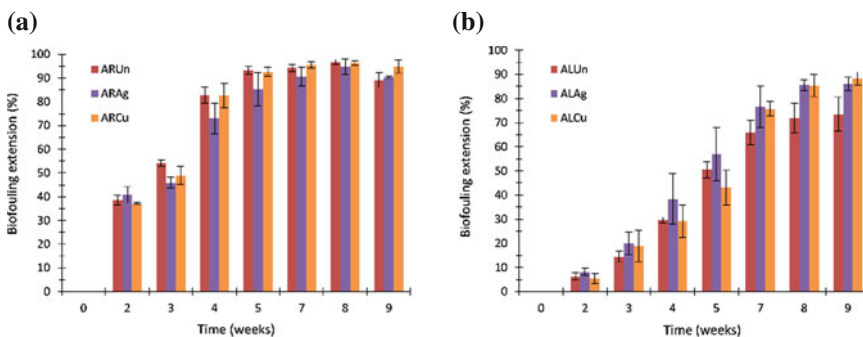 (a)
100
90
80
70
60
50
40
30
20
10
0
Biofouling extension (%)
ARUn
ARAg
ARCu
0 2 3 4 5 7 8 9
Time (weeks)
(b)
100
90
80
70
60
50
40
30
20
10
0
Biofouling extension (%)
ALUn
ALAg
ALCu
0 2 3 4 5 7 8 9
Time (weeks)